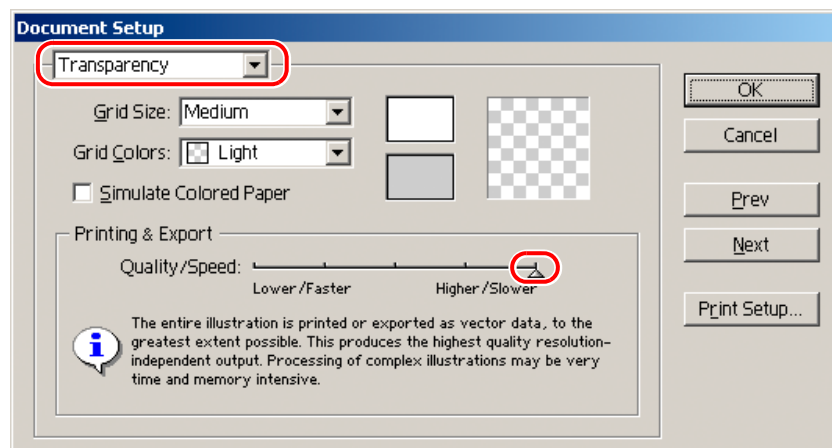 Document Setup
Transparency
Grid Size: Medium
Grid Colors: Light
Simulate Colored Paper
OK
Cancel
Prev
Next
Print Setup...
Printing & Export
Quality/Speed:
Lower/Faster Higher/Slower
The entire illustration is printed or exported as vector data, to the
greatest extent possible. This produces the highest quality resolution-
independent output. Processing of complex illustrations may be very
time and memory intensive.